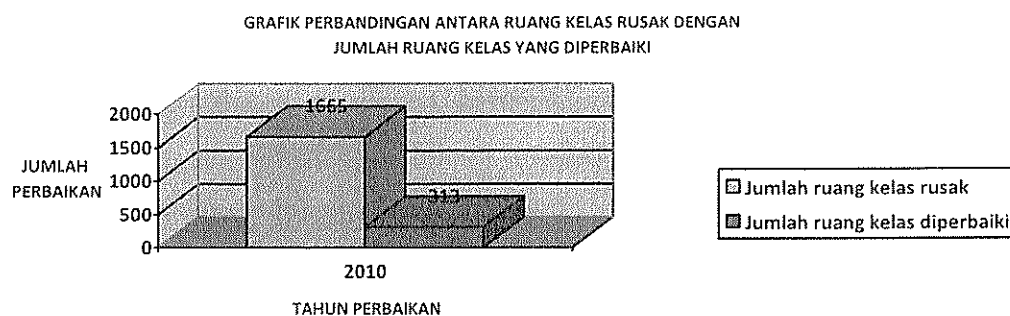 GRAFIK PERBANDINGAN ANTARA RUANG KELAS RUSAK DENGAN
JUMLAH RUANG KELAS YANG DIPERBAIKI
2000
1500
1000
500
0
JUMLAH
PERBAIKAN
1665
313
2010
TAHUN PERBAIKAN
Jumlah ruang kelas rusak
Jumlah ruang kelas diperbaiki